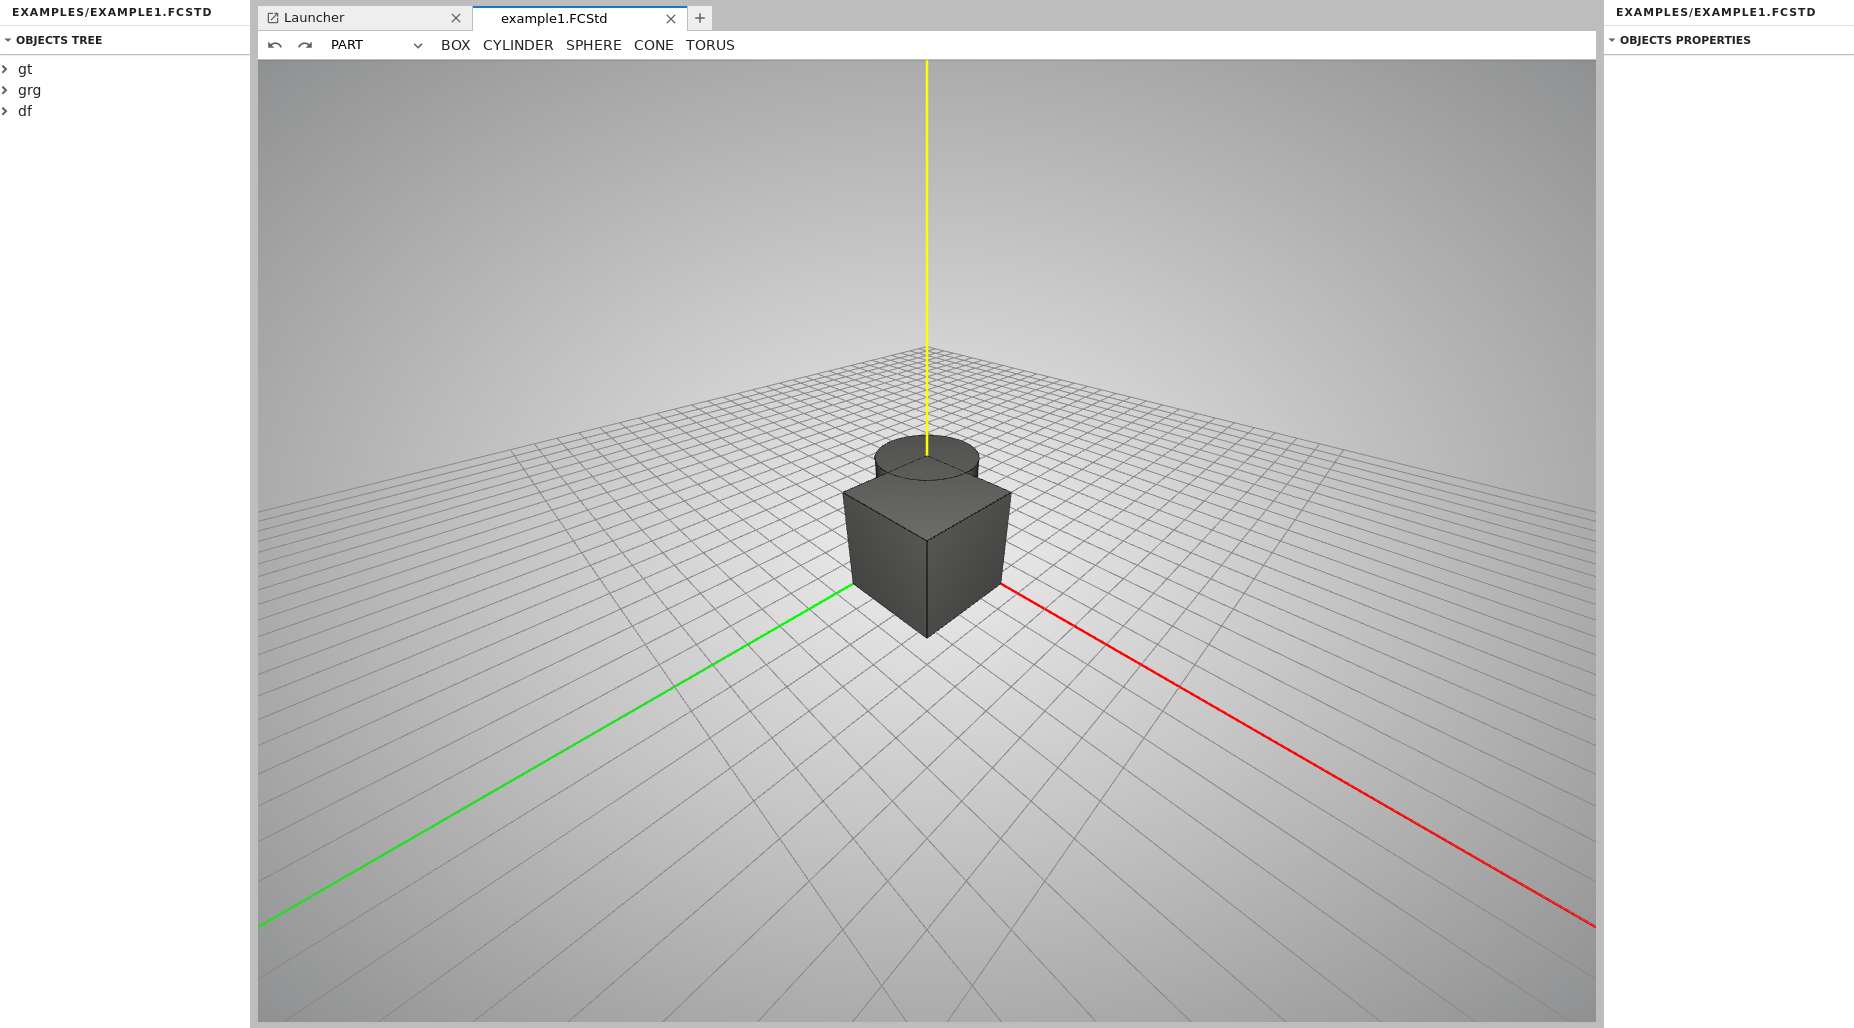 EXAMPLES/EXAMPLE1.FCSTD
OBJECTS TREE
gt
grg
df
Launcher
example1.FCStd
PART
BOX CYLINDER SPHERE CONE TORUS
EXAMPLES/EXAMPLE1.FCSTD
OBJECTS PROPERTIES